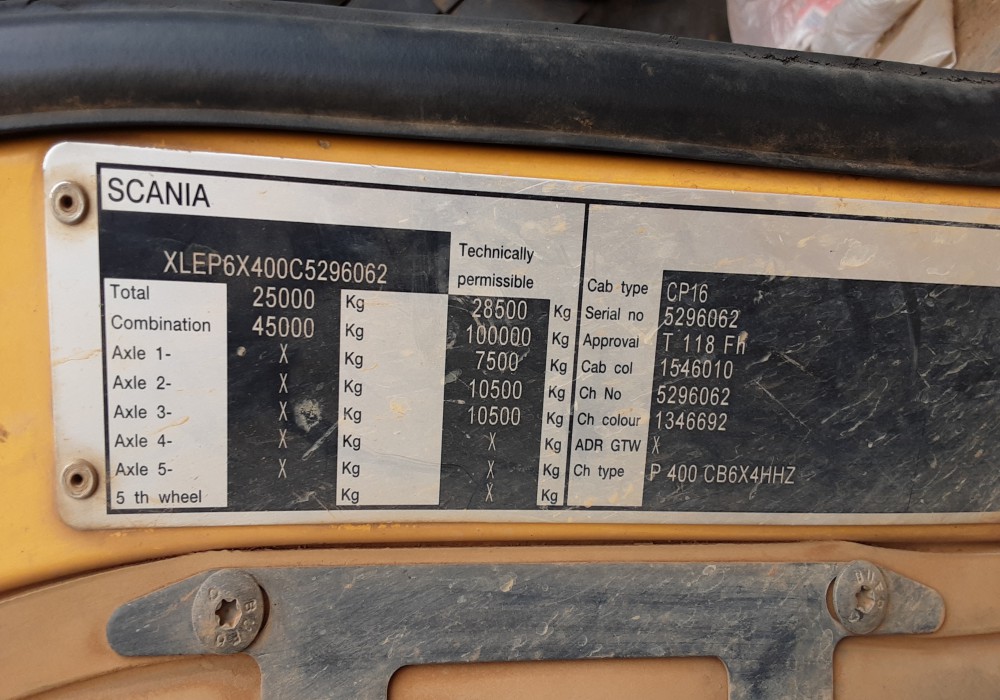 SCANIA
XLEP6X400C5296062
Technically
permissible
Total 25000 Kg 28500 Kg
Combination 45000 Kg 100000 Kg
Axle 1- X Kg 7500 Kg
Axle 2- X Kg 10500 Kg
Axle 3- X Kg 10500 Kg
Axle 4- X Kg X Kg
Axle 5- X Kg X Kg
5 th wheel Kg X Kg
Cab type CP16
Serial no 5296062
Approval T 118 Fh
Cab col 1546010
Ch No 5296062
Ch colour 1346692
ADR GTW X
Ch type P 400 CB6X4HHZ